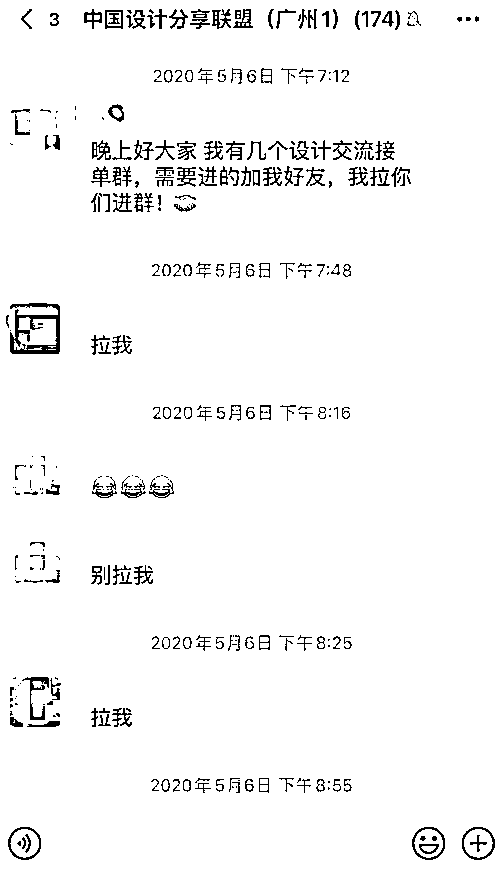 3 中国设计分享联盟（广州1）(174)
2020年5月6日 下午7:12
晚上好大家 我有几个设计交流接
单群，需要进的加我好友，我拉你
们进群！
2020年5月6日 下午7:48
拉我
2020年5月6日 下午8:16
别拉我
2020年5月6日 下午8:25
拉我
2020年5月6日 下午8:55